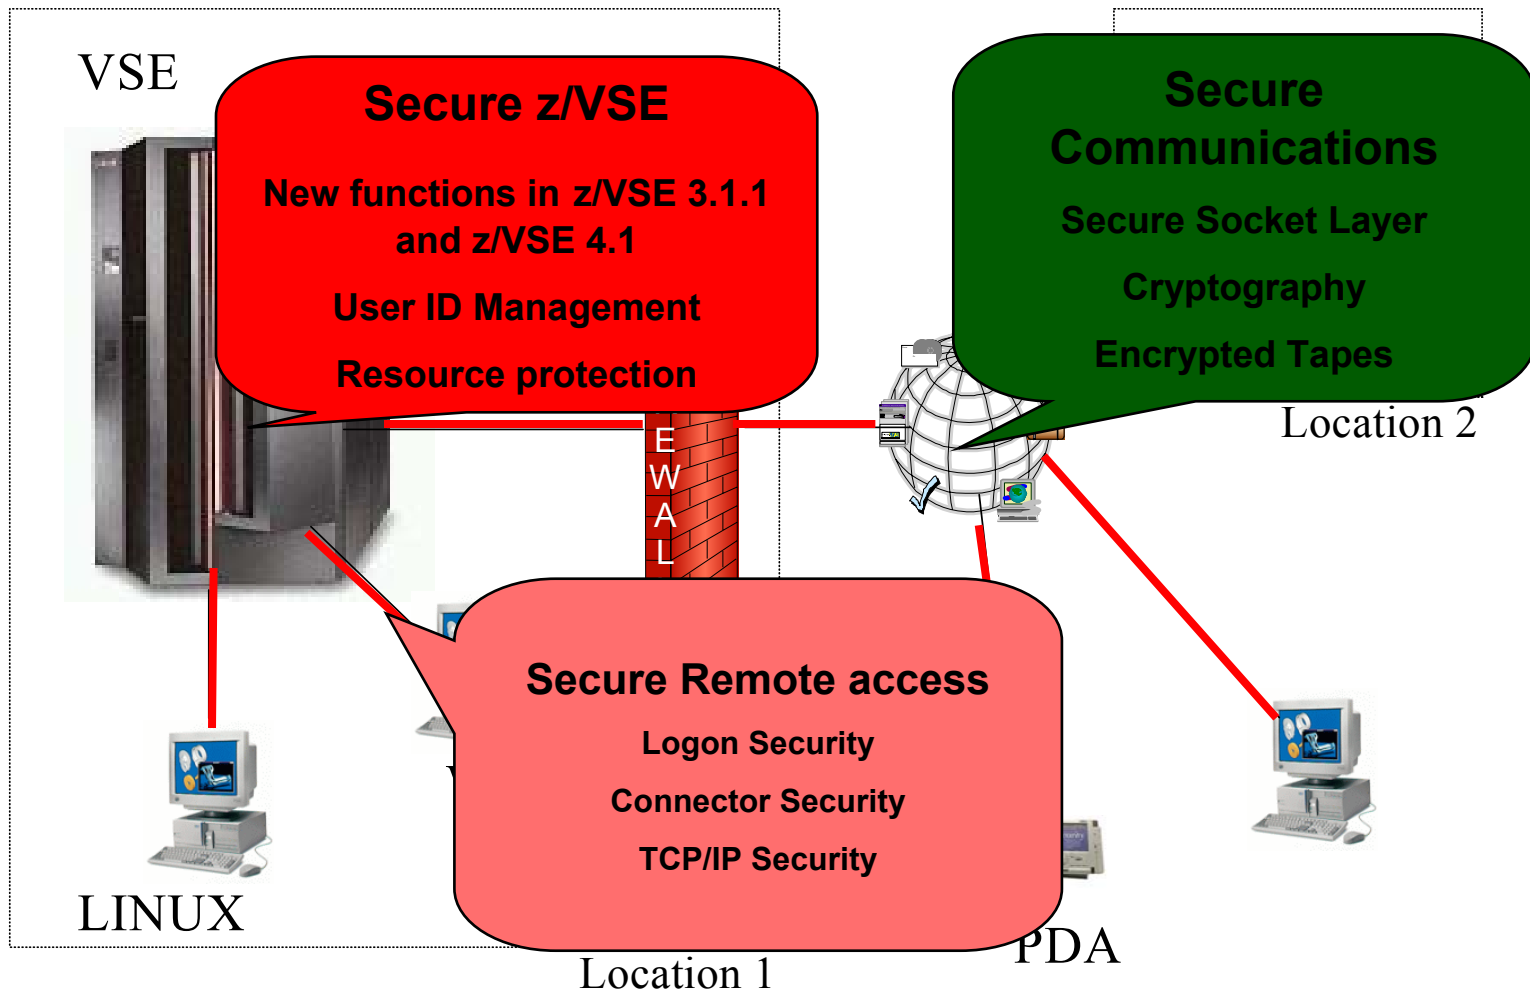 VSE
Secure z/VSE
New functions in z/VSE 3.1.1
and z/VSE 4.1
User ID Management
Resource protection
Secure
Communications
Secure Socket Layer
Cryptography
Encrypted Tapes
Location 2
E
W
A
L
Secure Remote access
Logon Security
Connector Security
TCP/IP Security
LINUX
PDA
Location 1